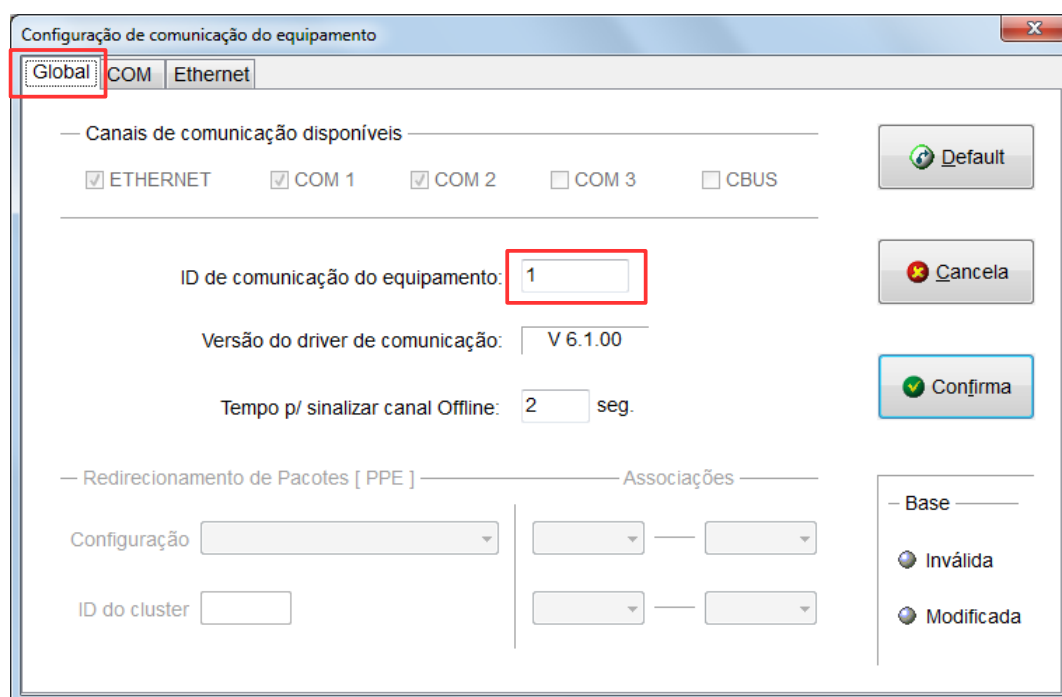 Configuração de comunicação do equipamento
x
Global COM Ethernet
Canais de comunicação disponíveis
ETHERNET COM 1 COM 2 COM 3 CBUS
Default
ID de comunicação do equipamento: 1
Cancela
Versão do driver de comunicação: V 6.1.00
Tempo p/ sinalizar canal Offline: 2 seg.
Confirma
Redirecionamento de Pacotes [ PPE ] Associações
Configuração
ID do cluster
Base
Inválida
Modificada